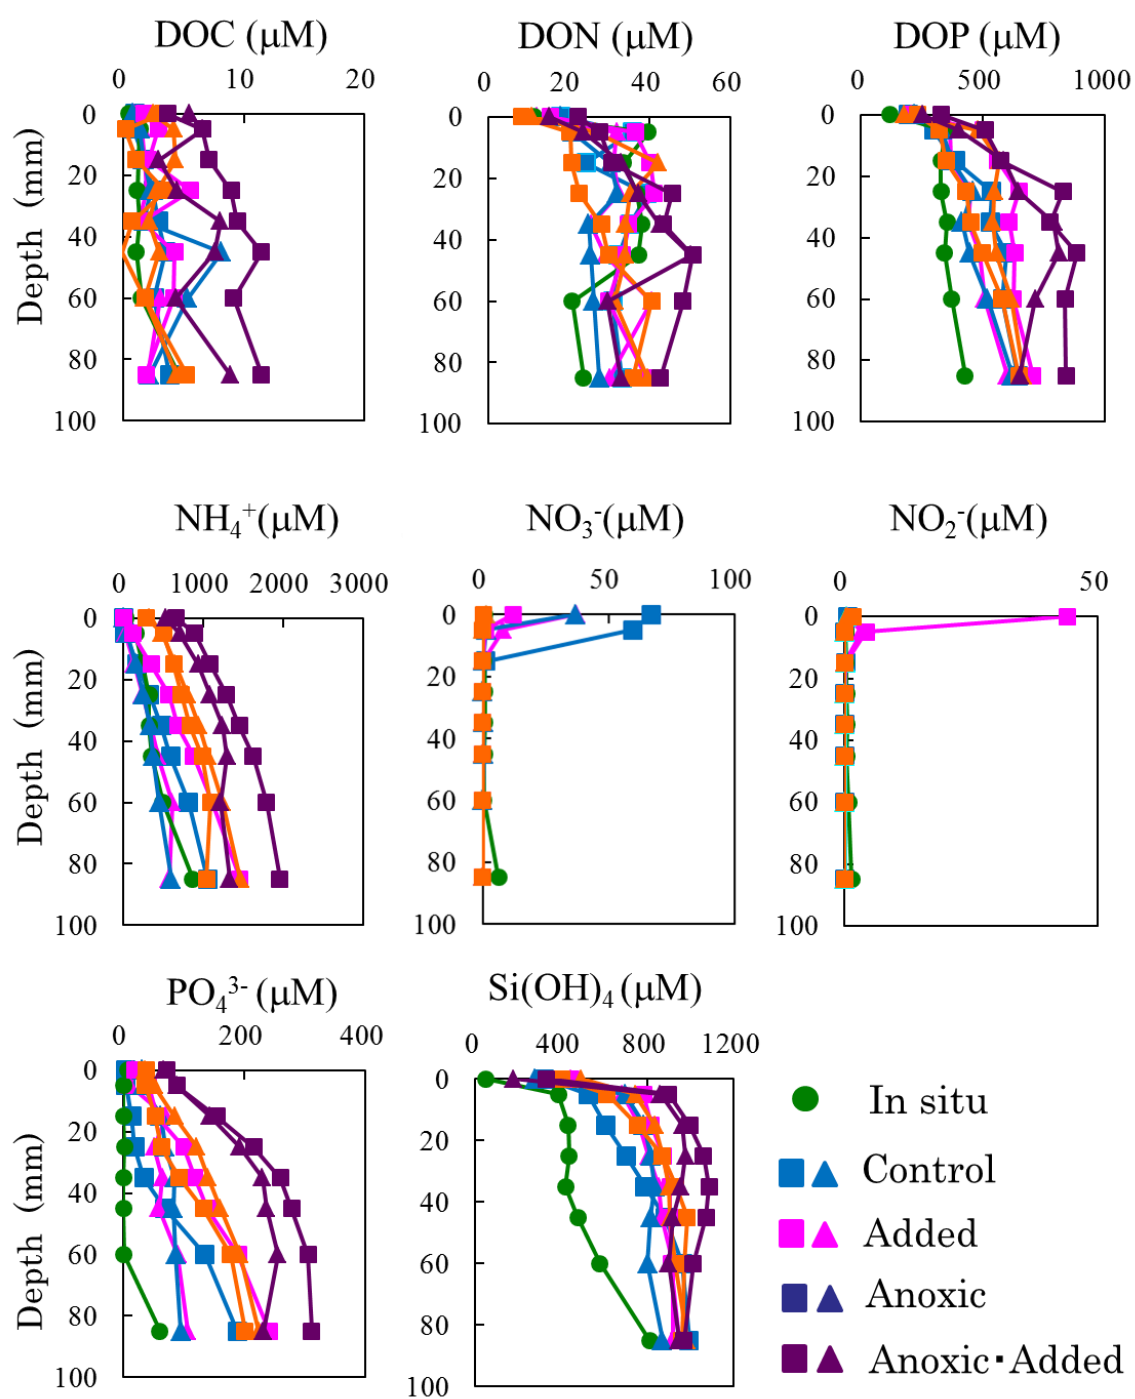 DOC (μM) DON (μM) DOP (μM)
0 10 20 0 20 40 60 0 500 1000
Depth (mm)
0 0 0
20 20 20
40 40 40
60 60 60
80 80 80
100 100 100
NH₄⁺(μM) NO₃⁻(μM) NO₂⁻(μM)
0 1000 2000 3000 0 50 100 0 50
Depth (mm)
0 0 0
20 20 20
40 40 40
60 60 60
80 80 80
100 100 100
PO₄³⁻ (μM) Si(OH)₄ (μM)
0 200 400 0 400 800 1200
Depth (mm)
0 0
20 20
40 40
60 60
80 80
100 100
In situ
Control
Added
Anoxic
Anoxic・Added